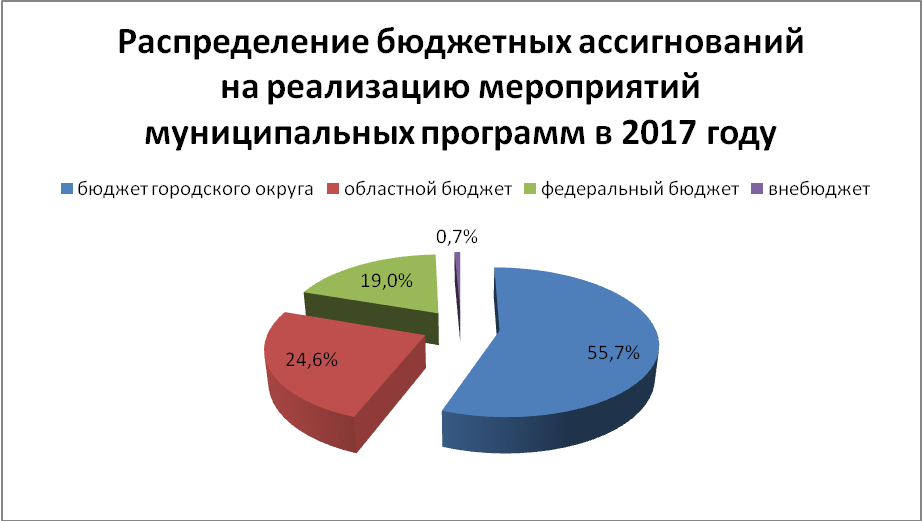 Распределение бюджетных ассигнований
на реализацию мероприятий
муниципальных программ в 2017 году
бюджет городского округа областной бюджет федеральный бюджет внебюджет
0,7%
19,0%
55,7%
24,6%